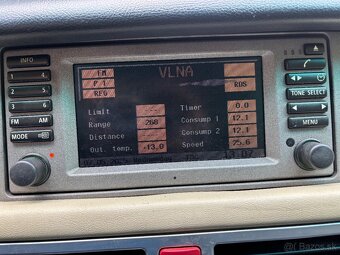 INFO
1
2
3
FM
AM
MODE
FM
VLNA
P 1
REG
RDS
Limit
Timer
0.0
Range
268
Consump 1
12.1
Distance
Consump 2
12.1
Out. temp.
-13.0
Speed
25.6
4
5
6
TONE
SELECT
MENU
Bazos.sk